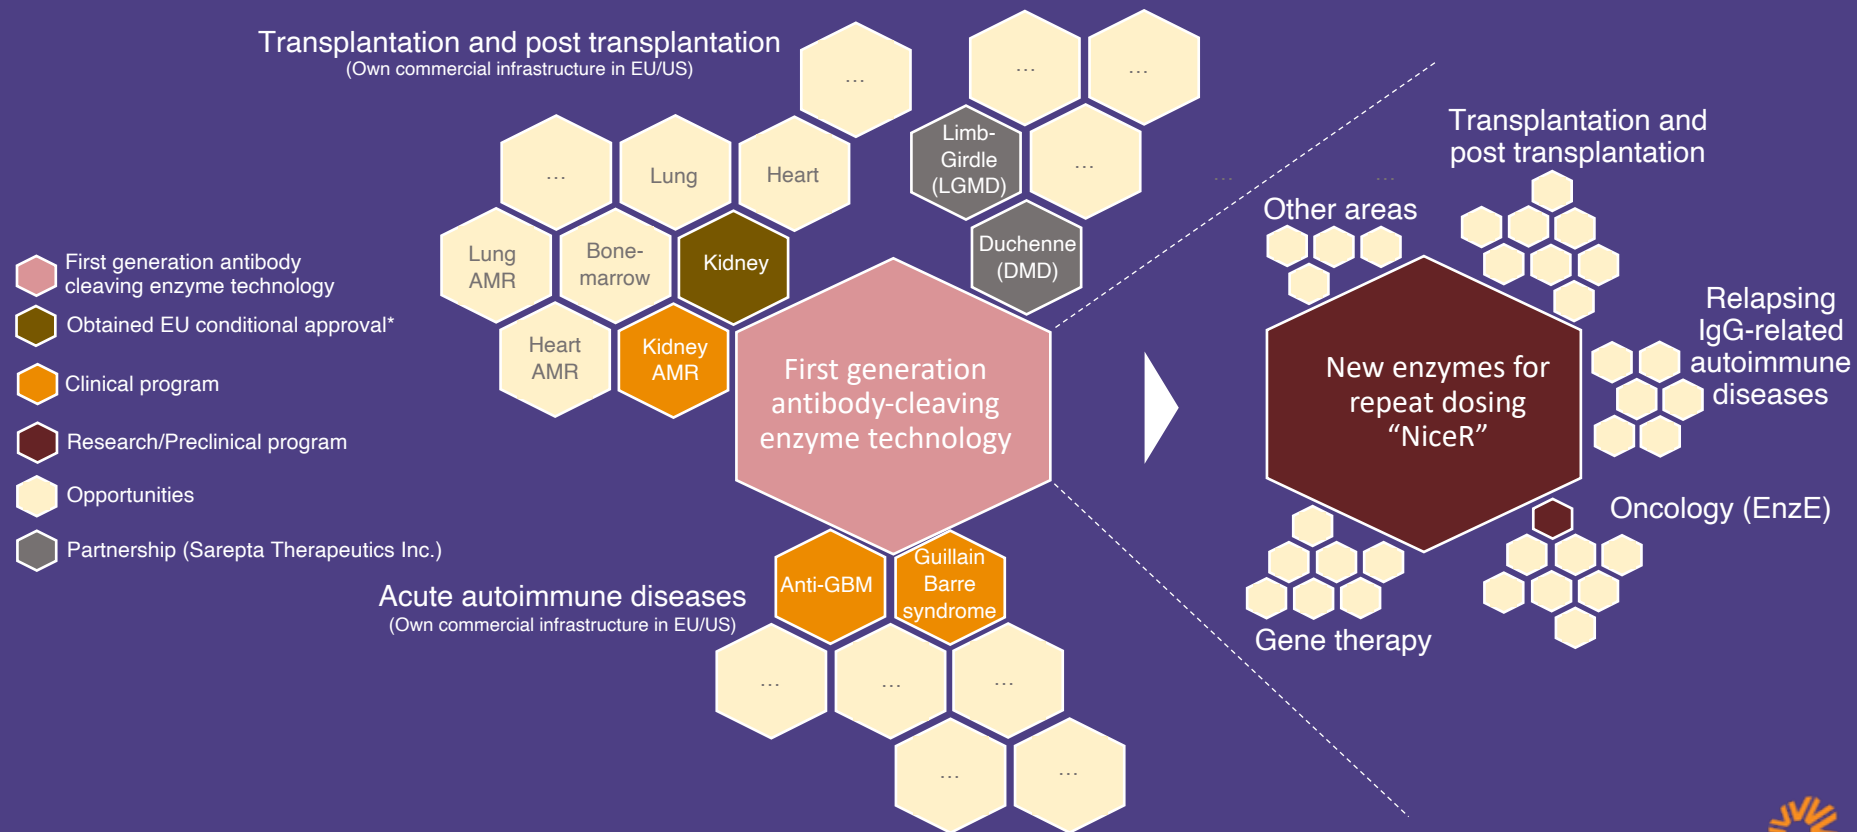 Transplantation and post transplantation
(Own commercial infrastructure in EU/US)
...
...
...
Limb-
Girdle
(LGMD)
...
Duchenne
(DMD)
...
Lung
Heart
Lung
AMR
Bone-
marrow
Kidney
Heart
AMR
Kidney
AMR
First generation antibody
cleaving enzyme technology
Obtained EU conditional approval*
Clinical program
Research/Preclinical program
Opportunities
Partnership (Sarepta Therapeutics Inc.)
First generation
antibody-cleaving
enzyme technology
Acute autoimmune diseases
(Own commercial infrastructure in EU/US)
Anti-GBM
Guillain
Barre
syndrome
...
...
...
...
...
...
...
Transplantation and
post transplantation
Other areas
New enzymes for
repeat dosing
“NiceR”
Relapsing
IgG-related
autoimmune
diseases
Oncology (EnzE)
Gene therapy